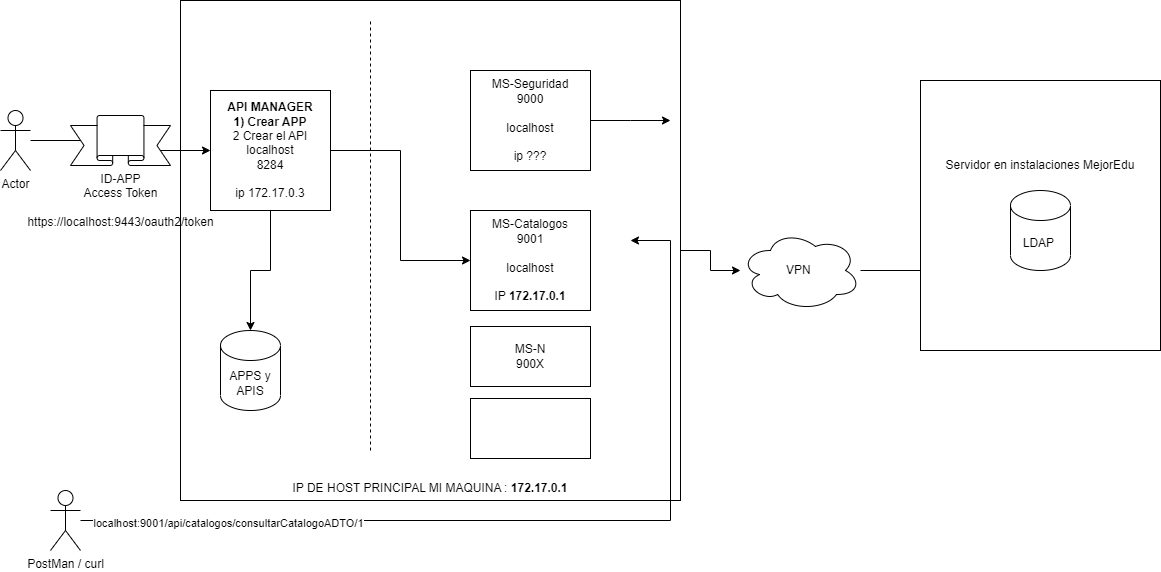 MS-Seguridad
9000
localhost
ip ???
API MANAGER
1) Crear APP
2 Crear el API
localhost
8284
ip 172.17.0.3
Actor
ID-APP
Access Token
https://localhost:9443/oauth2/token
MS-Catalogos
9001
localhost
IP 172.17.0.1
MS-N
900X
APPS y
APIS
VPN
Servidor en instalaciones MejorEdu
LDAP
IP DE HOST PRINCIPAL MI MAQUINA : 172.17.0.1
localhost:9001/api/catalogos/consultarCatalogoADTO/1
PostMan / curl